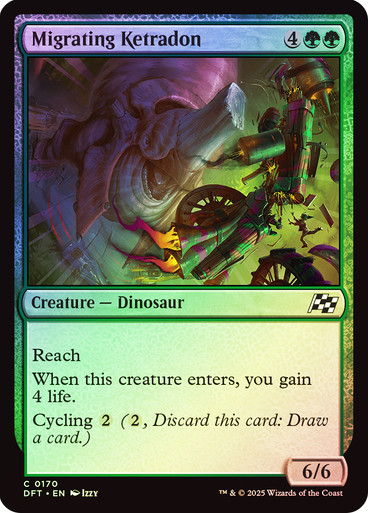 Migrating Ketradon 4
Creature — Dinosaur
Reach
When this creature enters, you gain
4 life.
Cycling 2 (2, Discard this card: Draw
a card.)
6/6
C 0170
DFT • EN Izzy
™ & © 2025 Wizards of the Coast